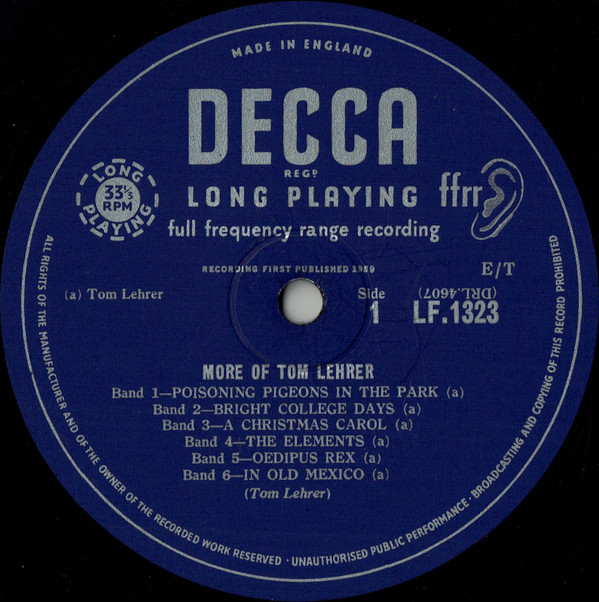 MADE IN ENGLAND
DECCA
REGD
LONG PLAYING
33⅓
RPM
LONG PLAYING
ffrr
full frequency range recording
RECORDING FIRST PUBLISHED 1959
E/T
(a) Tom Lehrer
Side
1
(DRL.4607)
LF.1323
MORE OF TOM LEHRER
Band 1—POISONING PIGEONS IN THE PARK (a)
Band 2—BRIGHT COLLEGE DAYS (a)
Band 3—A CHRISTMAS CAROL (a)
Band 4—THE ELEMENTS (a)
Band 5—OEDIPUS REX (a)
Band 6—IN OLD MEXICO (a)
(Tom Lehrer)
ALL RIGHTS OF THE MANUFACTURER AND OF THE OWNER OF THE RECORDED WORK RESERVED · UNAUTHORISED PUBLIC PERFORMANCE · BROADCASTING AND COPYING OF THIS RECORD PROHIBITED